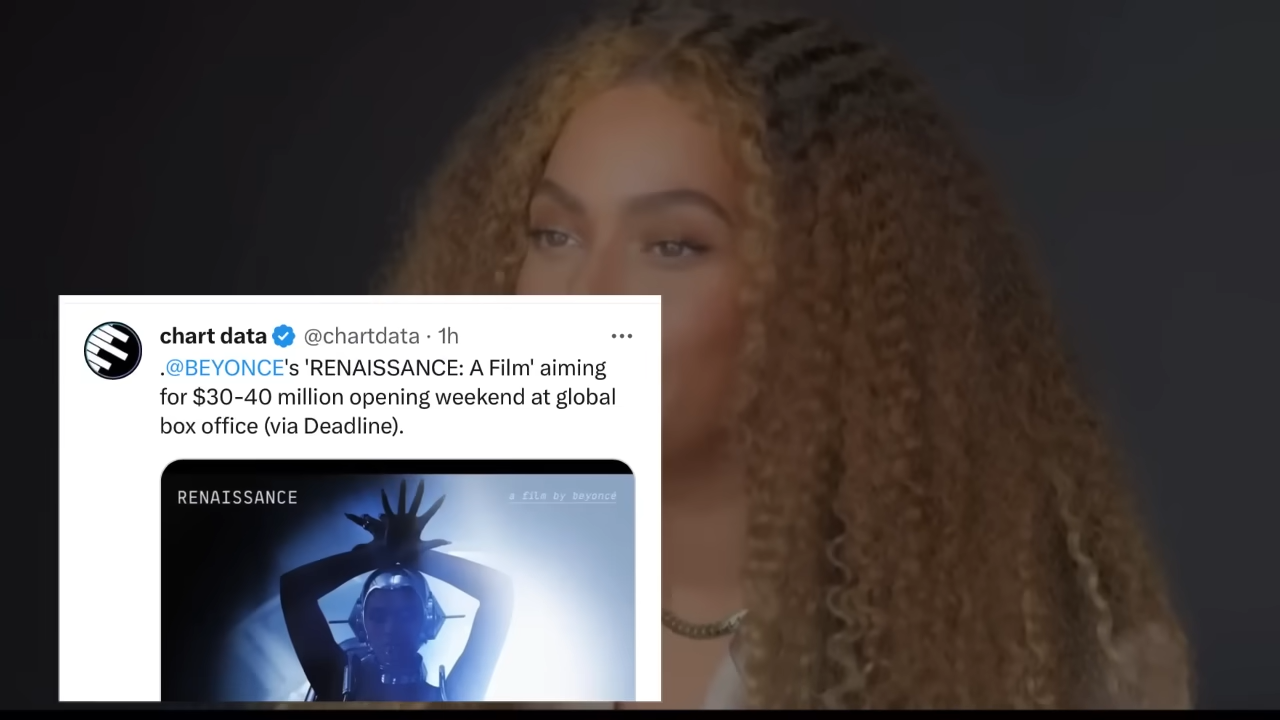 chart data @chartdata · 1h
.@BEYONCE's 'RENAISSANCE: A Film' aiming
for $30-40 million opening weekend at global
box office (via Deadline).
RENAISSANCE
a film by beyoncé